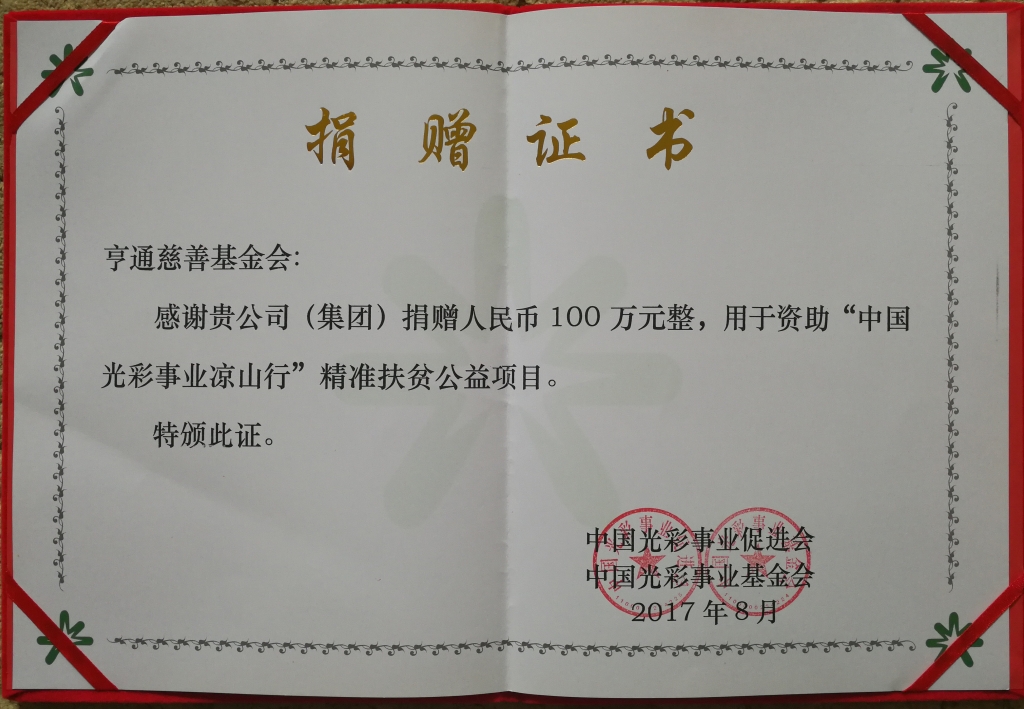 捐赠证书
亨通慈善基金会：
感谢贵公司（集团）捐赠人民币 100 万元整，用于资助“中国
光彩事业凉山行”精准扶贫公益项目。
特颁此证。
中国光彩事业促进会
中国光彩事业基金会
2017 年 8 月